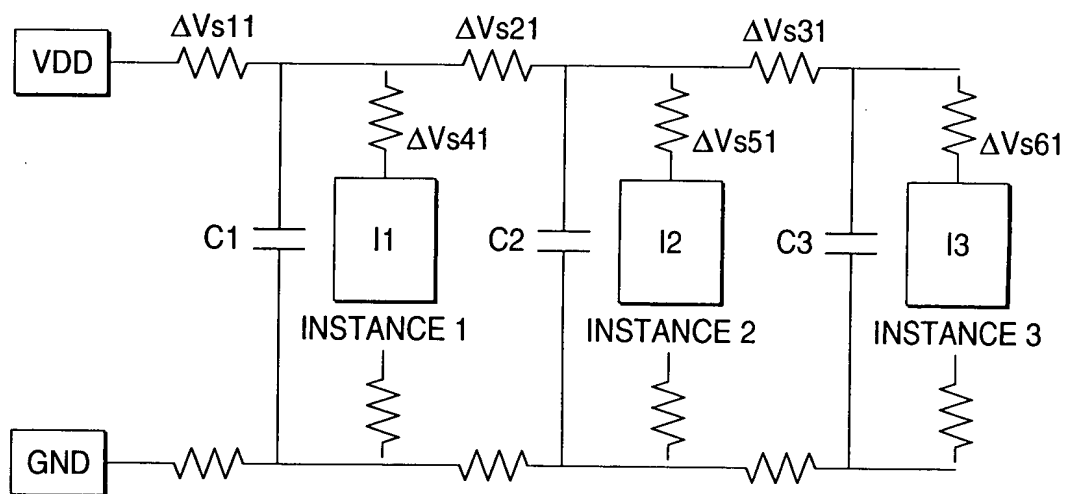 ΔVs11
ΔVs21
ΔVs31
VDD
ΔVs41
ΔVs51
ΔVs61
C1
I1
C2
I2
C3
I3
INSTANCE 1
INSTANCE 2
INSTANCE 3
GND